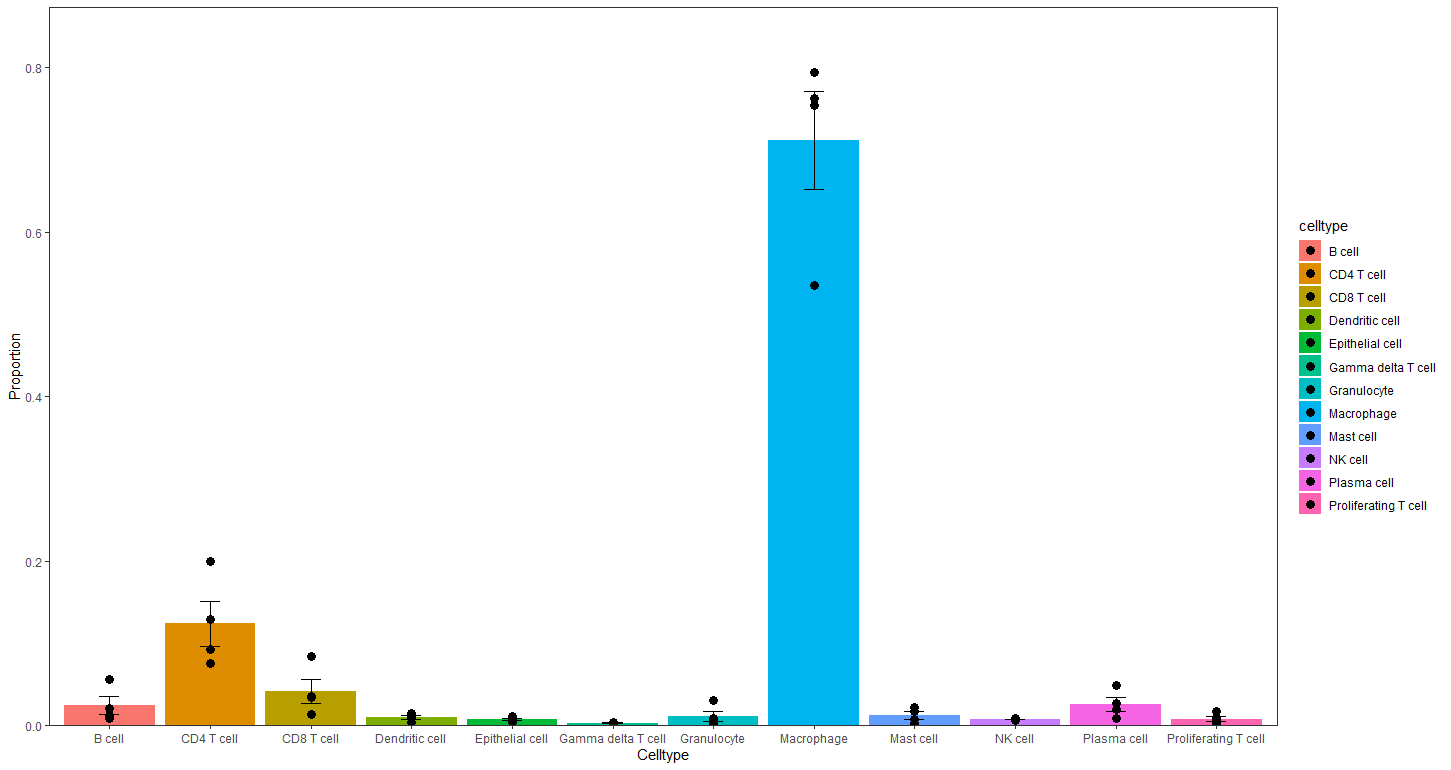 0.8
0.6
0.4
0.2
0.0
Proportion
B cell
CD4 T cell
CD8 T cell
Dendritic cell
Epithelial cell
Gamma delta T cell
Granulocyte
Macrophage
Mast cell
NK cell
Plasma cell
Proliferating T cell
Celltype
celltype
B cell
CD4 T cell
CD8 T cell
Dendritic cell
Epithelial cell
Gamma delta T cell
Granulocyte
Macrophage
Mast cell
NK cell
Plasma cell
Proliferating T cell